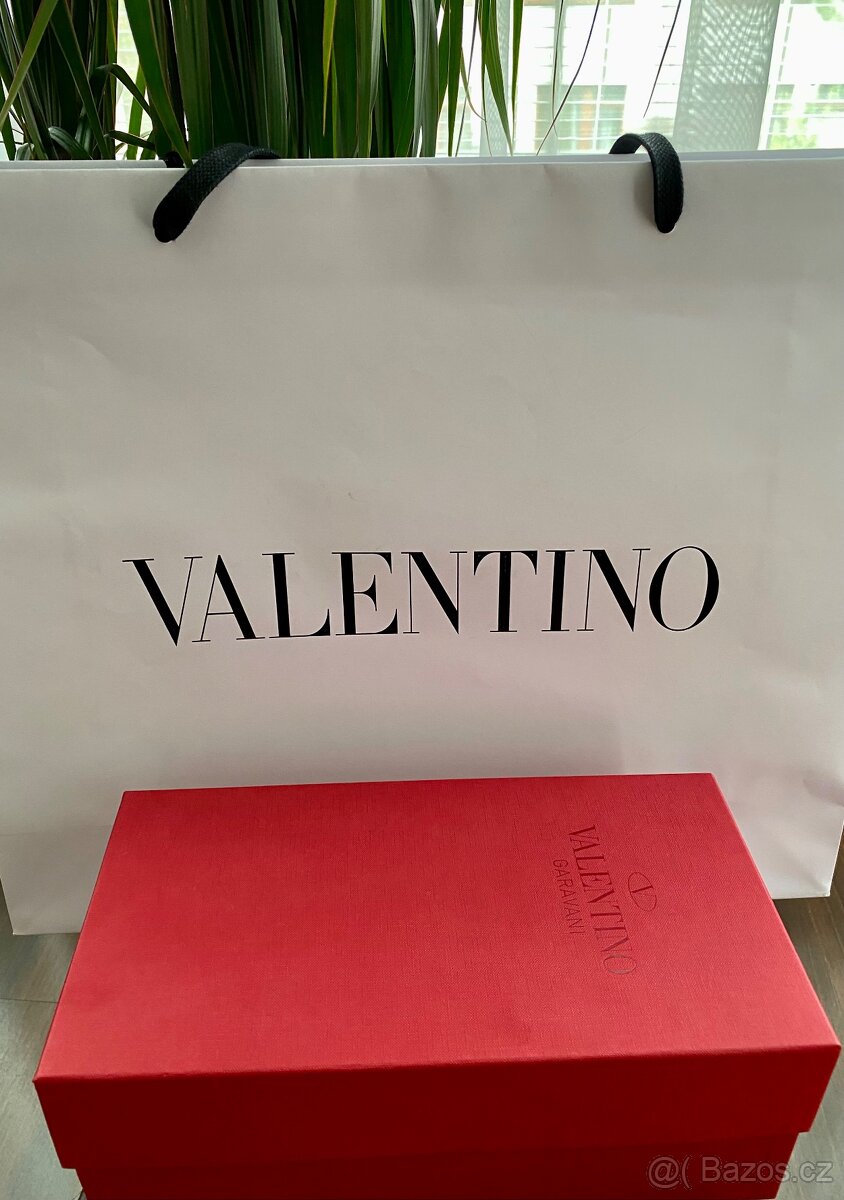 VALENTINO
VALENTINO
GARAVANI
@( Bazos.cz